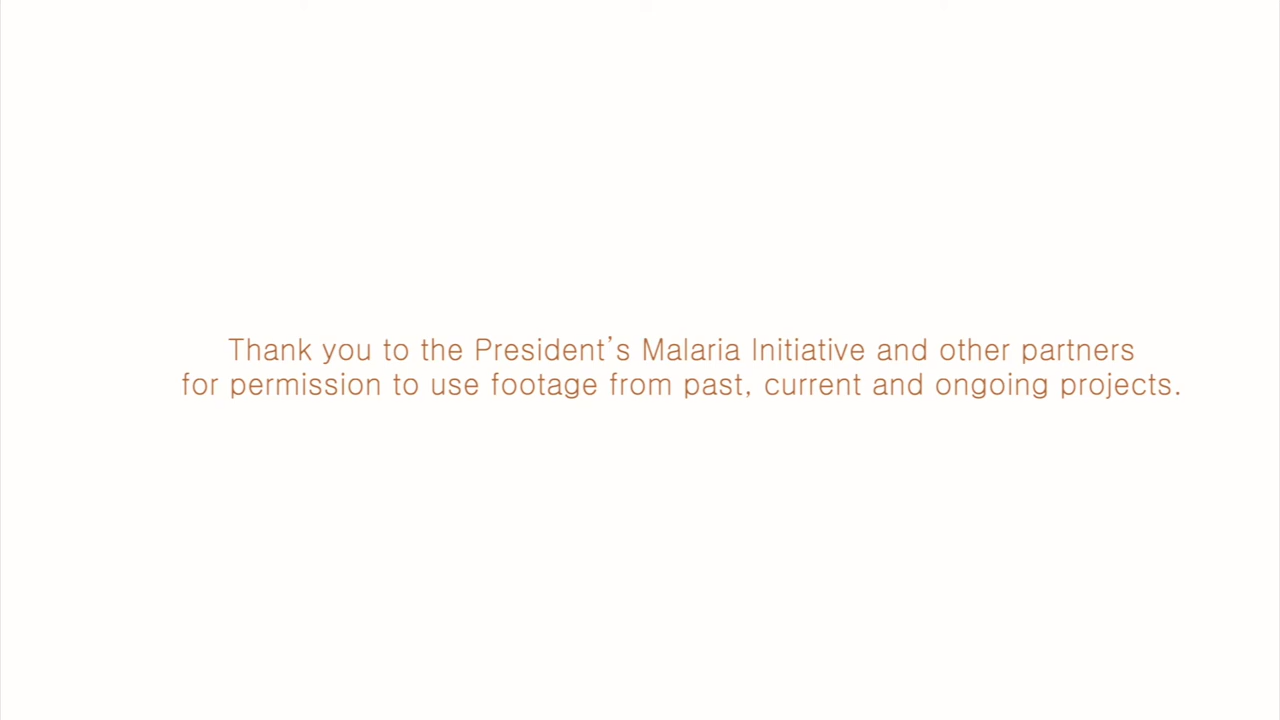 Thank you to the President’s Malaria Initiative and other partners
for permission to use footage from past, current and ongoing projects.